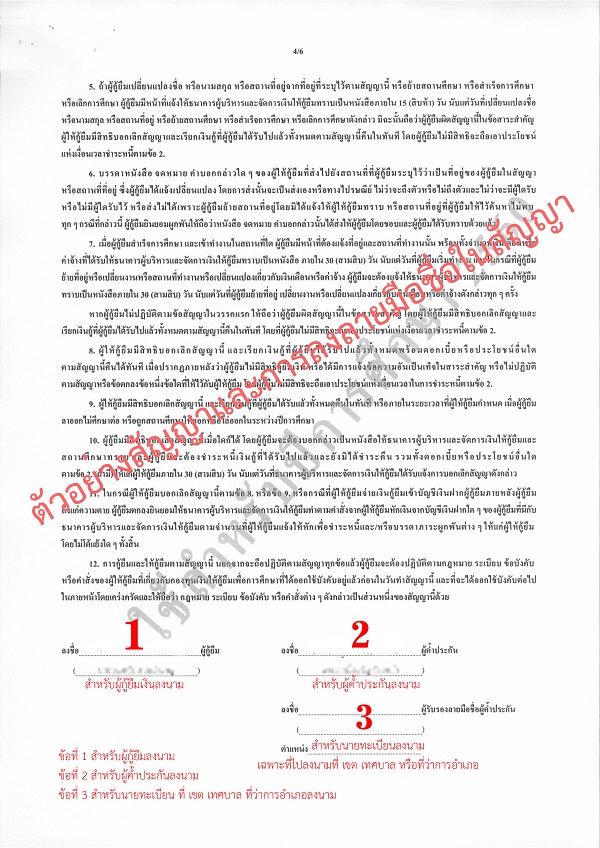 4/6
5. ถ้าผู้กู้ยืมเปลี่ยนแปลงชื่อ หรือนามสกุล หรือสถานที่อยู่จากที่อยู่ที่ระบุไว้ตามสัญญานี้ หรือย้ายสถานศึกษา หรือสำเร็จการศึกษา
หรือเลิกการศึกษา ผู้กู้ยืมมีหน้าที่แจ้งให้ธนาคารผู้บริหารและจัดการเงินให้กู้ยืมทราบเป็นหนังสือภายใน 15 (สิบห้า) วัน นับแต่วันที่เปลี่ยนแปลงชื่อ
หรือนามสกุล หรือสถานที่อยู่ หรือย้ายสถานศึกษา หรือสำเร็จการศึกษา หรือเลิกการศึกษาดังกล่าว มิฉะนั้นถือว่าผู้กู้ยืมผิดสัญญานี้ในข้อสาระสำคัญ
ผู้ให้กู้ยืมมีสิทธิบอกเลิกสัญญาและเรียกเงินกู้ที่ผู้กู้ยืมได้รับไปแล้วทั้งหมดตามสัญญานี้คืนในทันที โดยผู้กู้ยืมไม่มีสิทธิจะถือเอาประโยชน์
แห่งเงื่อนเวลาชำระหนี้ตามข้อ 2.
6. บรรดาหนังสือ จดหมาย คำบอกกล่าวใด ๆ ของผู้ให้กู้ยืมที่ส่งไปยังสถานที่ที่ผู้กู้ยืมระบุไว้ว่าเป็นที่อยู่ของผู้กู้ยืมในสัญญา
หรือสถานที่ที่อยู่ ซึ่งผู้กู้ยืมได้แจ้งเปลี่ยนแปลง โดยการส่งนั้นจะเป็นส่งเองหรือทางไปรษณีย์ ไม่ว่าจะถึงตัวหรือไม่ถึงตัวและไม่ว่าจะมีผู้ใดรับ
หรือไม่มีผู้ใดรับไว้ หรือส่งไม่ได้เพราะผู้กู้ยืมย้ายสถานที่อยู่โดยมิได้แจ้งให้ผู้ให้กู้ยืมทราบ หรือสถานที่อยู่ที่ผู้กู้ยืมให้ไว้ค้นหาไม่พบ
ทุก ๆ กรณีที่กล่าวนี้ ผู้กู้ยืมยินยอมผูกพันให้ถือว่าหนังสือ จดหมาย คำบอกกล่าวนั้นได้ส่งให้ผู้กู้ยืมโดยชอบและผู้กู้ยืมได้รับทราบด้วยแล้ว
7. เมื่อผู้กู้ยืมสำเร็จการศึกษา และเข้าทำงานในสถานที่ใด ผู้กู้ยืมมีหน้าที่ต้องแจ้งที่อยู่และสถานที่ทำงานนั้น พร้อมทั้งจำนวนเงินเดือนหรือ
ค่าจ้างที่ได้รับให้ธนาคารผู้บริหารและจัดการเงินให้กู้ยืมทราบเป็นหนังสือ ภายใน 30 (สามสิบ) วัน นับแต่วันที่ผู้กู้ยืมเริ่มทำงาน และในกรณีที่ผู้กู้ยืม
ย้ายที่อยู่หรือเปลี่ยนงานหรือสถานที่ทำงานหรือเปลี่ยนแปลงเกี่ยวกับเงินเดือนหรือค่าจ้าง ผู้กู้ยืมจะต้องแจ้งให้ธนาคารผู้บริหารและจัดการเงินให้กู้ยืม
ทราบเป็นหนังสือภายใน 30 (สามสิบ) วัน นับแต่วันที่ผู้กู้ยืมย้ายที่อยู่ เปลี่ยนงานหรือเปลี่ยนแปลงเกี่ยวกับเงินเดือนหรือค่าจ้างดังกล่าวทุก ๆ ครั้ง
หากผู้กู้ยืมไม่ปฏิบัติตามข้อสัญญาในวรรคแรก ให้ถือว่าผู้กู้ยืมผิดสัญญานี้ในข้อสาระสำคัญ โดยผู้ให้กู้ยืมมีสิทธิบอกเลิกสัญญาและ
เรียกเงินกู้ที่ผู้กู้ยืมได้รับไปแล้วทั้งหมดตามสัญญานี้คืนในทันที โดยที่ผู้กู้ยืมไม่มีสิทธิจะถือเอาประโยชน์แห่งเงื่อนเวลาชำระหนี้ตามข้อ 2.
8. ผู้ให้กู้ยืมมีสิทธิบอกเลิกสัญญานี้ และเรียกเงินกู้ที่ผู้กู้ยืมได้รับไปแล้วทั้งหมดพร้อมดอกเบี้ยหรือประโยชน์อื่นใด
ตามสัญญานี้คืนได้ทันที เมื่อปรากฏภายหลังว่าผู้กู้ยืมไม่มีสิทธิกู้ยืมเงิน หรือได้มีการแจ้งข้อความอันเป็นเท็จในสาระสำคัญ หรือไม่ปฏิบัติ
ตามสัญญาหรือข้อตกลงข้อหนึ่งข้อใดที่ให้ไว้กับผู้ให้กู้ยืม โดยผู้กู้ยืมไม่มีสิทธิจะถือเอาประโยชน์แห่งเงื่อนเวลาในการชำระหนี้ตามข้อ 2.
9. ผู้ให้กู้ยืมมีสิทธิบอกเลิกสัญญานี้ และเรียกเงินกู้ที่ผู้กู้ยืมได้รับไปแล้วทั้งหมดคืนในทันที หรือภายในระยะเวลาที่ผู้ให้กู้ยืมกำหนด เมื่อผู้กู้ยืม
ลาออกไม่ศึกษาต่อ หรือถูกสถานศึกษาให้ออกหรือไล่ออกในระหว่างปีการศึกษา
10. ผู้กู้ยืมมีสิทธิบอกเลิกสัญญานี้เมื่อใดก็ได้ โดยผู้กู้ยืมจะต้องบอกกล่าวเป็นหนังสือให้ธนาคารผู้บริหารและจัดการเงินให้กู้ยืมและ
สถานศึกษาทราบ และผู้กู้ยืมจะต้องชำระหนี้เงินกู้ที่ผู้กู้ยืมได้รับไปแล้วและยังมิได้ชำระคืน รวมทั้งดอกเบี้ยหรือประโยชน์อื่นใด
ตามข้อ 2. (ถ้ามี) ให้แก่ผู้ให้กู้ยืมภายใน 30 (สามสิบ) วัน นับแต่วันที่ธนาคารผู้บริหารและจัดการเงินให้กู้ยืมได้รับแจ้งการบอกเลิกสัญญาดังกล่าว
11. ในกรณีผู้ให้กู้ยืมบอกเลิกสัญญานี้ตามข้อ 8. หรือข้อ 9. หรือกรณีที่ผู้ให้กู้ยืมจ่ายเงินกู้ยืมเข้าบัญชีเงินฝากผู้กู้ยืมภายหลังผู้กู้ยืม
ถึงแก่ความตาย ผู้กู้ยืมตกลงยินยอมให้ธนาคารผู้บริหารและจัดการเงินให้กู้ยืมทำตามคำสั่งจากผู้ให้กู้ยืมหักเงินจากบัญชีเงินฝากใด ๆ ของผู้กู้ยืมที่มีกับ
ธนาคารผู้บริหารและจัดการเงินให้กู้ยืมตามจำนวนที่ผู้ให้กู้ยืมแจ้งให้หักเพื่อชำระหนี้และ/หรือบรรดาภาระผูกพันต่าง ๆ ให้แก่ผู้ให้กู้ยืม
โดยไม่โต้แย้งใด ๆ ทั้งสิ้น
12. การกู้ยืมและการให้กู้ยืมตามสัญญานี้ นอกจากจะถือปฏิบัติตามสัญญาทุกข้อแล้วผู้กู้ยืมจะต้องปฏิบัติตามกฎหมาย ระเบียบ ข้อบังคับ
หรือคำสั่งของผู้ให้กู้ยืมที่เกี่ยวกับกองทุนเงินให้กู้ยืมเพื่อการศึกษาที่ได้ออกใช้บังคับอยู่แล้วก่อนในวันทำสัญญานี้ และที่จะได้ออกใช้บังคับต่อไป
ในภายหน้าโดยเคร่งครัดและให้ถือว่า กฎหมาย ระเบียบ ข้อบังคับ หรือคำสั่งต่าง ๆ ดังกล่าวเป็นส่วนหนึ่งของสัญญานี้ด้วย
ตัวอย่างสัญญาและการลงลายมือชื่อในสัญญา
ใช้สำหรับปีการศึกษา 2560
1
2
ลงชื่อ ผู้กู้ยืม
ลงชื่อ ผู้ค้ำประกัน
สำหรับผู้กู้ยืมเงินลงนาม
สำหรับผู้ค้ำประกันลงนาม
3
ลงชื่อ ผู้รับรองลายมือชื่อผู้ค้ำประกัน
ตำแหน่ง สำหรับนายทะเบียนลงนาม
เฉพาะที่ไปลงนามที่ เขต เทศบาล หรือที่ว่าการอำเภอ
ข้อที่ 1 สำหรับผู้กู้ยืมลงนาม
ข้อที่ 2 สำหรับผู้ค้ำประกันลงนาม
ข้อที่ 3 สำหรับนายทะเบียน ที่ เขต เทศบาล ที่ว่าการอำเภอลงนาม